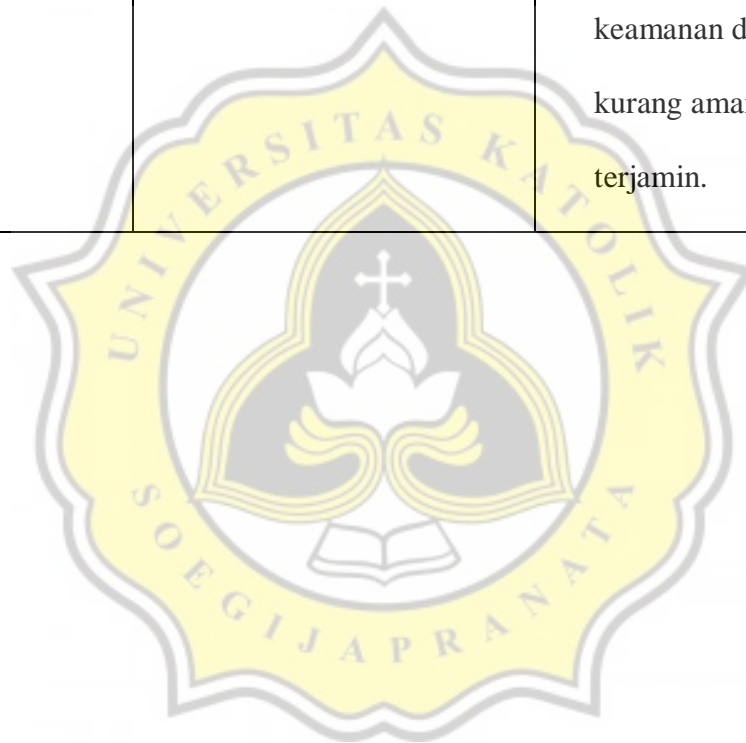 keamanan d
kurang aman
terjamin.
UNIVERSITAS KATOLIK
SOEGIJAPRANATA